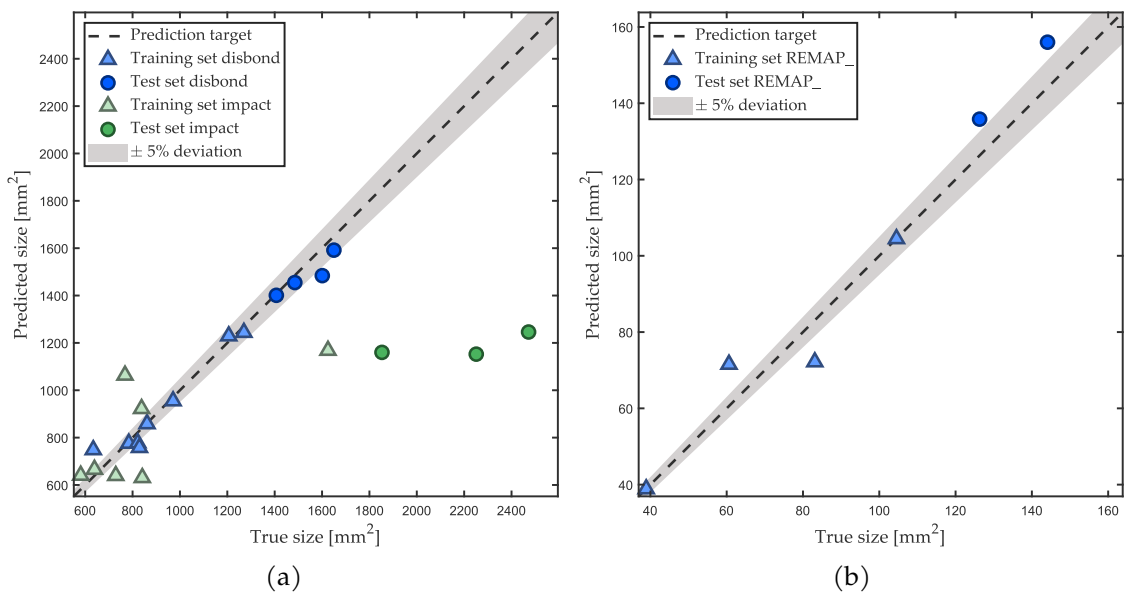 Prediction target
Training set disbond
Test set disbond
Training set impact
Test set impact
± 5% deviation
Predicted size [mm²]
2400
2200
2000
1800
1600
1400
1200
1000
800
600
600 800 1000 1200 1400 1600 1800 2000 2200 2400
True size [mm²]
(a)
Prediction target
Training set REMAP_
Test set REMAP_
± 5% deviation
Predicted size [mm²]
160
140
120
100
80
60
40
40 60 80 100 120 140 160
True size [mm²]
(b)